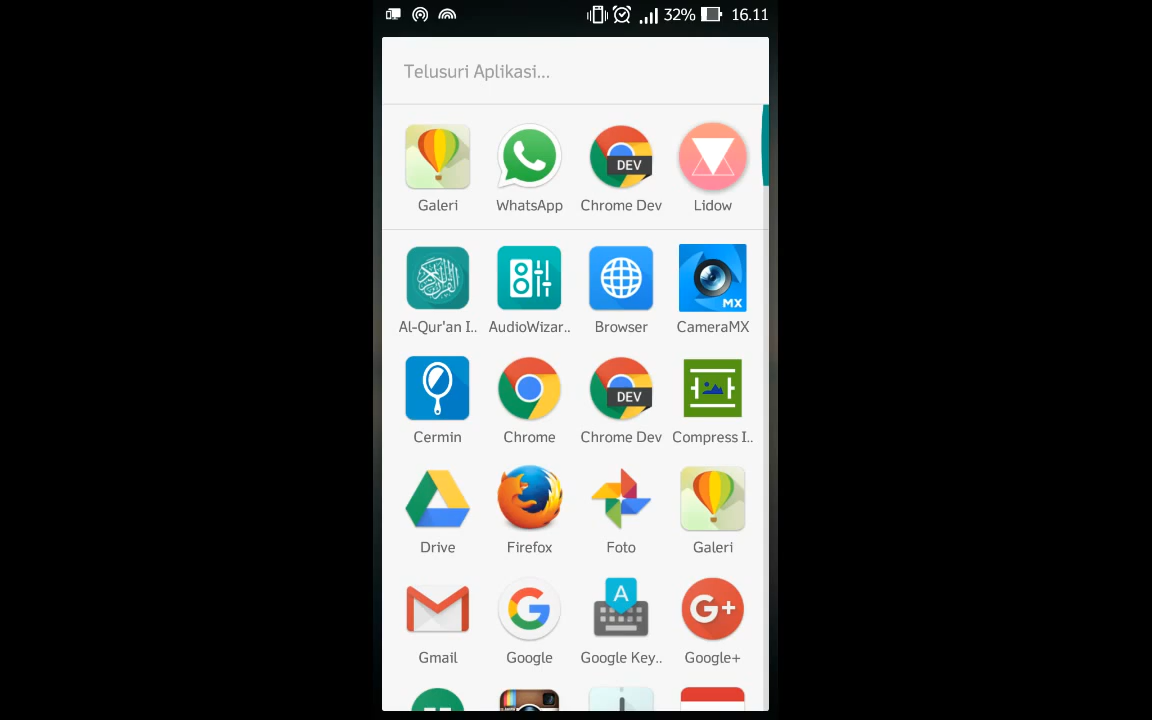 32% 16.11
Telusuri Aplikasi...
Galeri WhatsApp Chrome Dev Lidow
DEV
Al-Qur'an I.. AudioWizar.. Browser CameraMX
MX
Cermin Chrome Chrome Dev Compress I..
DEV
Drive Firefox Foto Galeri
Gmail Google Google Key.. Google+
G A G+